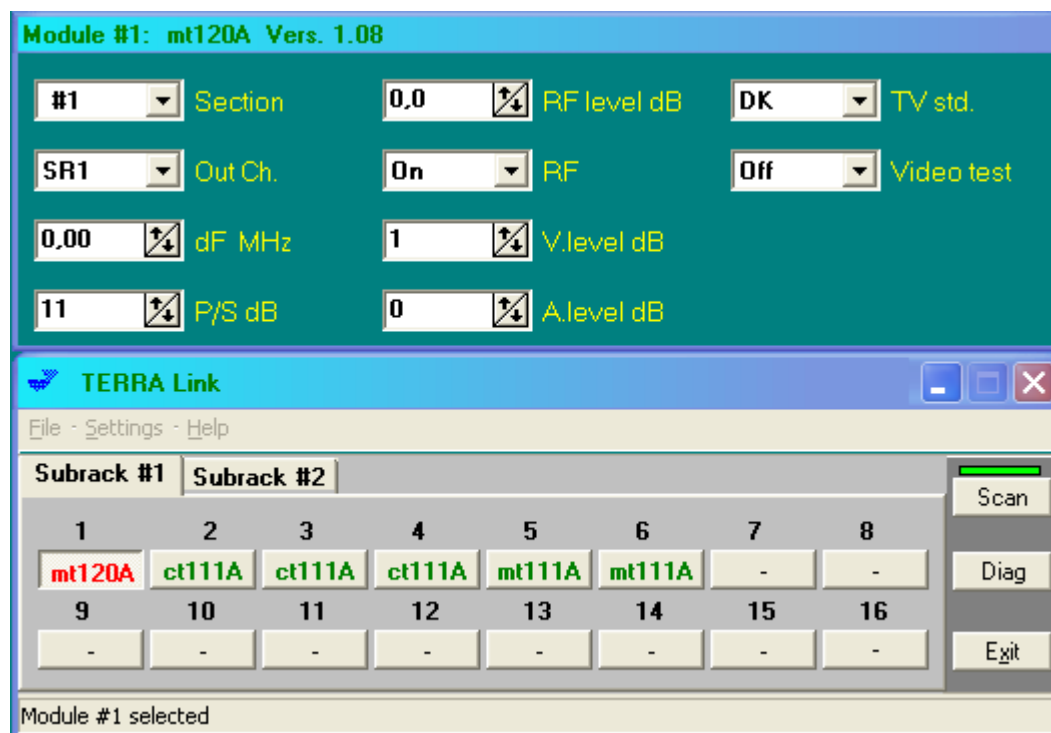 Module #1: mt120A Vers. 1.08
#1 Section 0,0 RF level dB DK TV std.
SR1 Out Ch. On RF Off Video test
0,00 dF MHz 1 V.level dB
11 P/S dB 0 A.level dB
TERRA Link
File - Settings - Help
Subrack #1 Subrack #2
Scan
1 2 3 4 5 6 7 8
mt120A ct111A ct111A ct111A mt111A mt111A - - Diag
9 10 11 12 13 14 15 16
- - - - - - - - Exit
Module #1 selected